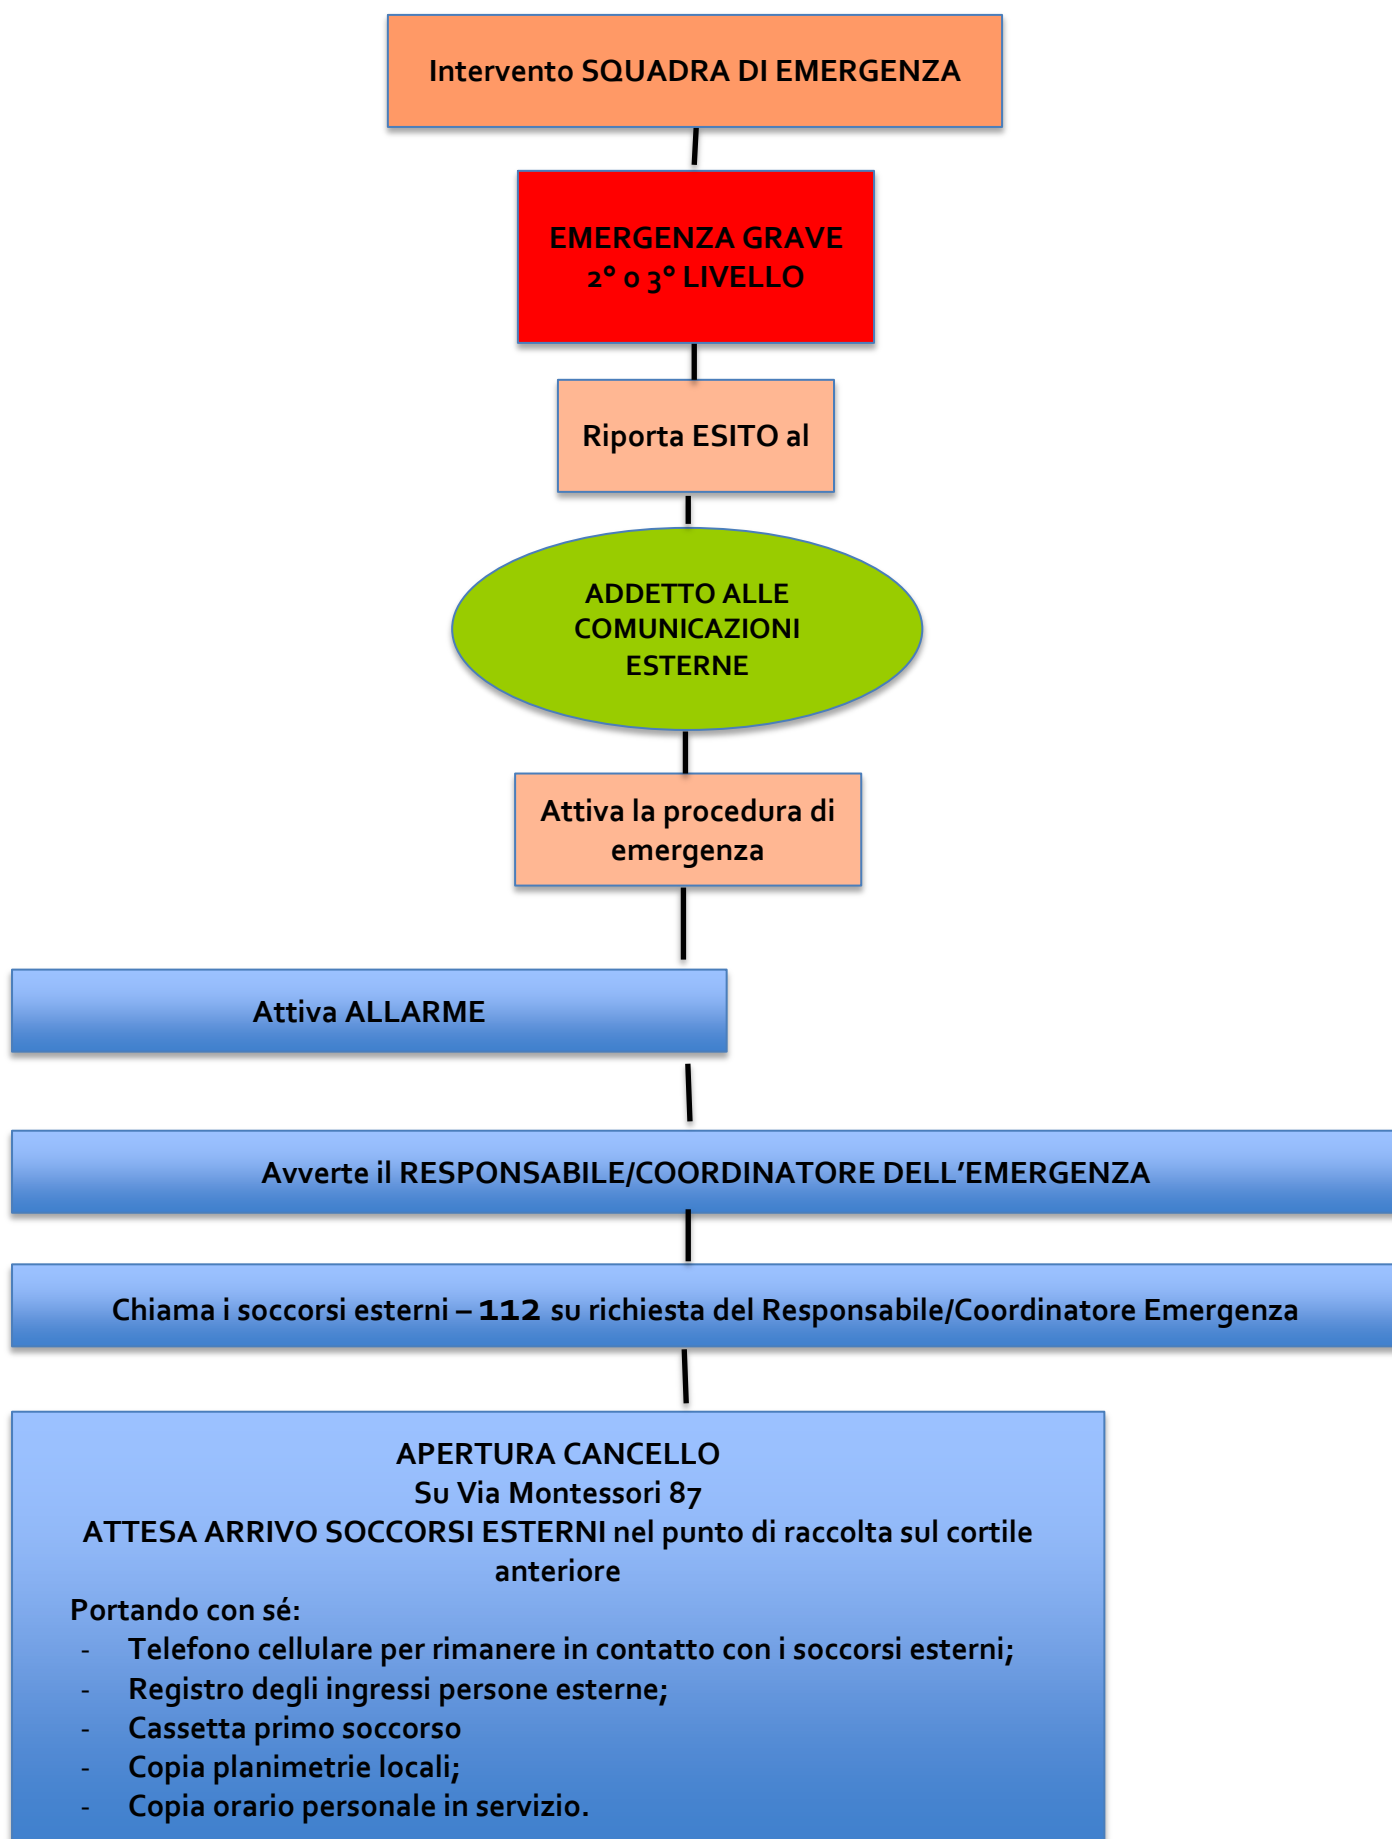 Intervento SQUADRA DI EMERGENZA
EMERGENZA GRAVE
2° o 3° LIVELLO
Riporta ESITO al
ADDETTO ALLE
COMUNICAZIONI
ESTERNE
Attiva la procedura di
emergenza
Attiva ALLARME
Avverte il RESPONSABILE/COORDINATORE DELL’EMERGENZA
Chiama i soccorsi esterni – 112 su richiesta del Responsabile/Coordinatore Emergenza
APERTURA CANCELLO
Su Via Montessori 87
ATTESA ARRIVO SOCCORSI ESTERNI nel punto di raccolta sul cortile
anteriore
Portando con sé:
- Telefono cellulare per rimanere in contatto con i soccorsi esterni;
- Registro degli ingressi persone esterne;
- Cassetta primo soccorso
- Copia planimetrie locali;
- Copia orario personale in servizio.